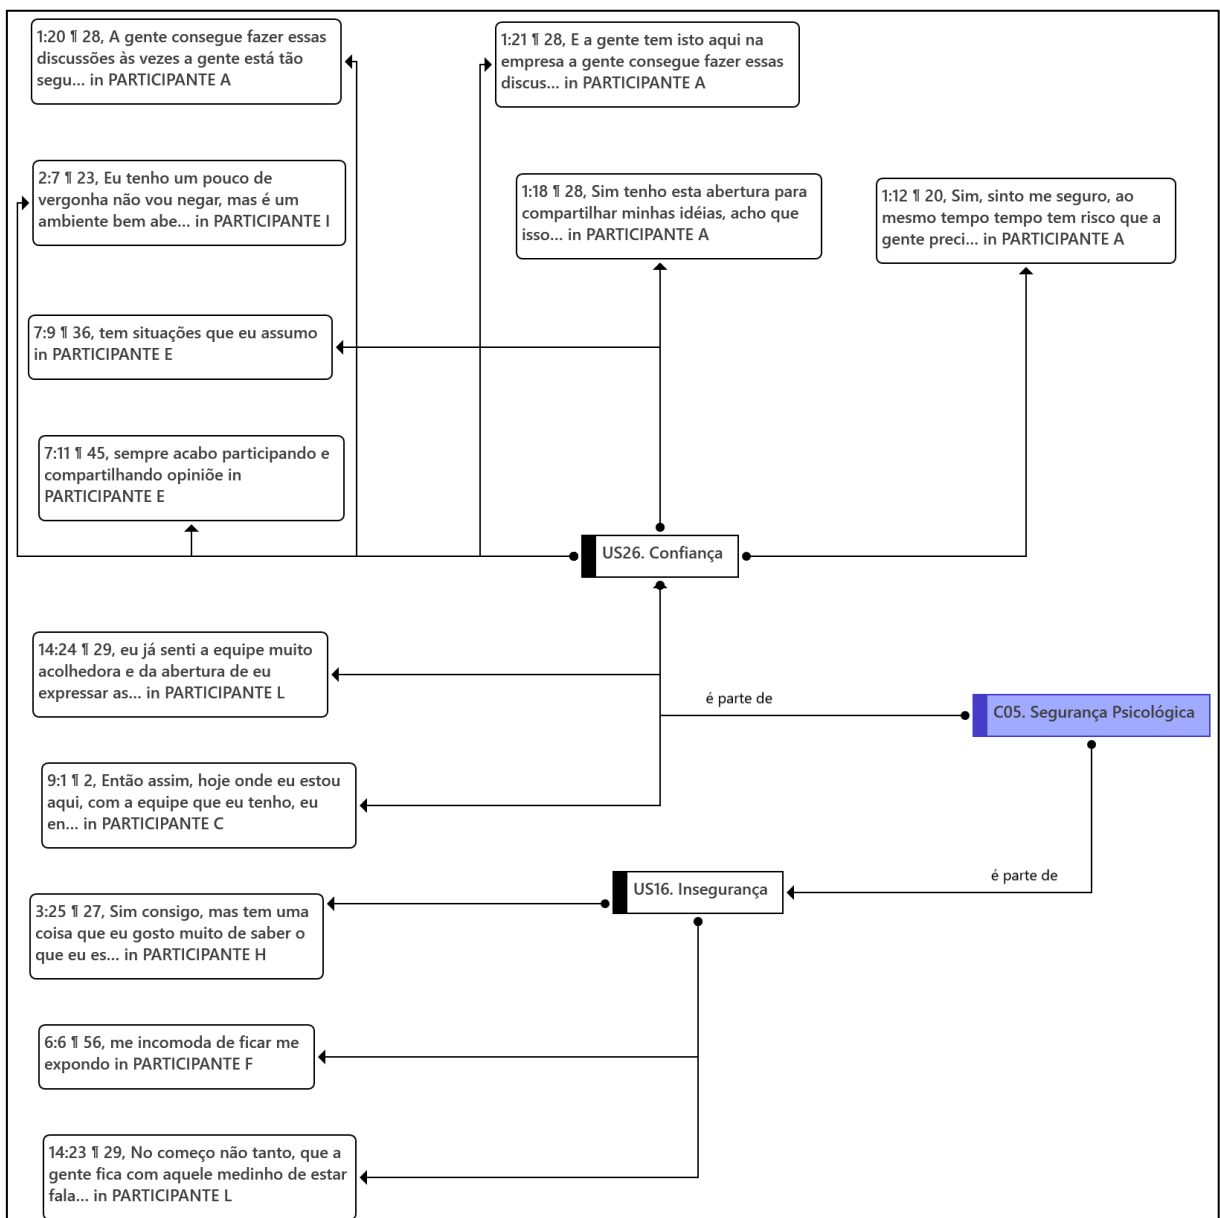 1:20 ¶ 28, A gente consegue fazer essas
discussões às vezes a gente está tão
segu... in PARTICIPANTE A
1:21 ¶ 28, E a gente tem isto aqui na
empresa a gente consegue fazer essas
discus... in PARTICIPANTE A
2:7 ¶ 23, Eu tenho um pouco de
vergonha não vou negar, mas é um
ambiente bem abe... in PARTICIPANTE I
1:18 ¶ 28, Sim tenho esta abertura para
compartilhar minhas idéias, acho que
isso... in PARTICIPANTE A
1:12 ¶ 20, Sim, sinto me seguro, ao
mesmo tempo tempo tem risco que a
gente preci... in PARTICIPANTE A
7:9 ¶ 36, tem situações que eu assumo
in PARTICIPANTE E
7:11 ¶ 45, sempre acabo participando e
compartilhando opiniõe in
PARTICIPANTE E
US26. Confiança
14:24 ¶ 29, eu já senti a equipe muito
acolhedora e da abertura de eu
expressar as... in PARTICIPANTE L
é parte de
C05. Segurança Psicológica
9:1 ¶ 2, Então assim, hoje onde eu estou
aqui, com a equipe que eu tenho, eu
en... in PARTICIPANTE C
é parte de
US16. Insegurança
3:25 ¶ 27, Sim consigo, mas tem uma
coisa que eu gosto muito de saber o
que eu es... in PARTICIPANTE H
6:6 ¶ 56, me incomoda de ficar me
expondo in PARTICIPANTE F
14:23 ¶ 29, No começo não tanto, que a
gente fica com aquele medinho de estar
fala... in PARTICIPANTE L